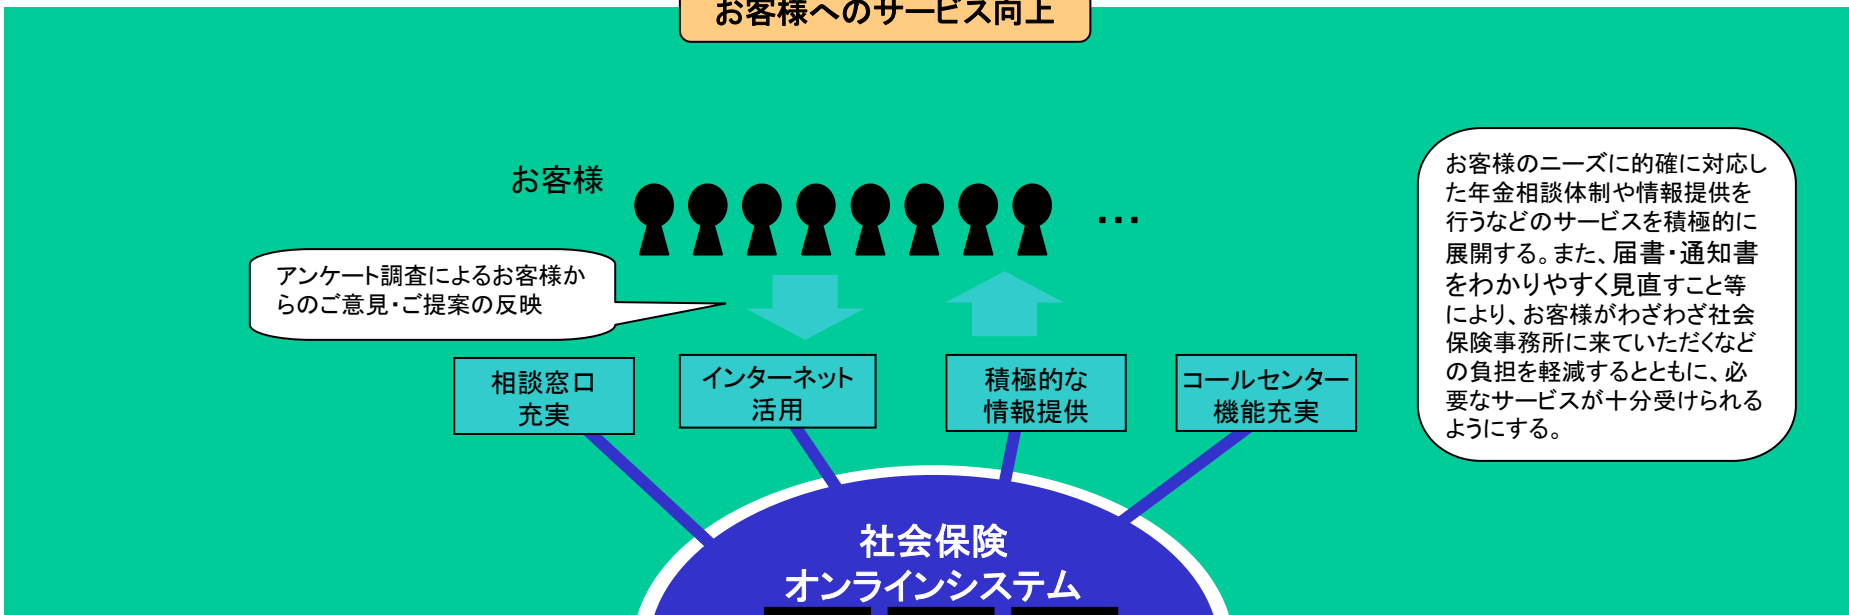 お客様へのサービス向上
お客様
…
アンケート調査によるお客様か
らのご意見・ご提案の反映
お客様のニーズに的確に対応し
た年金相談体制や情報提供を
行うなどのサービスを積極的に
展開する。また、届書・通知書
をわかりやすく見直すこと等
により、お客様がわざわざ社会
保険事務所に来ていただくなど
の負担を軽減するとともに、必
要なサービスが十分受けられる
ようにする。
相談窓口
充実
インターネット
活用
積極的な
情報提供
コールセンター
機能充実
社会保険
オンラインシステム